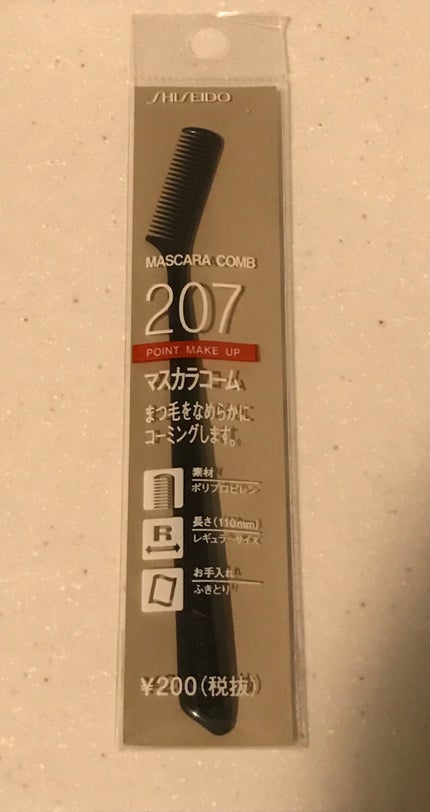 SHISEIDO
MASCARA COMB
207
POINT MAKE UP
マスカラコーム
まつ毛をなめらかに
コーミングします。
素材
ポリプロピレン
長さ(110mm)
R
レギュラーサイズ
お手入れ
ふきとり
¥200(税抜)